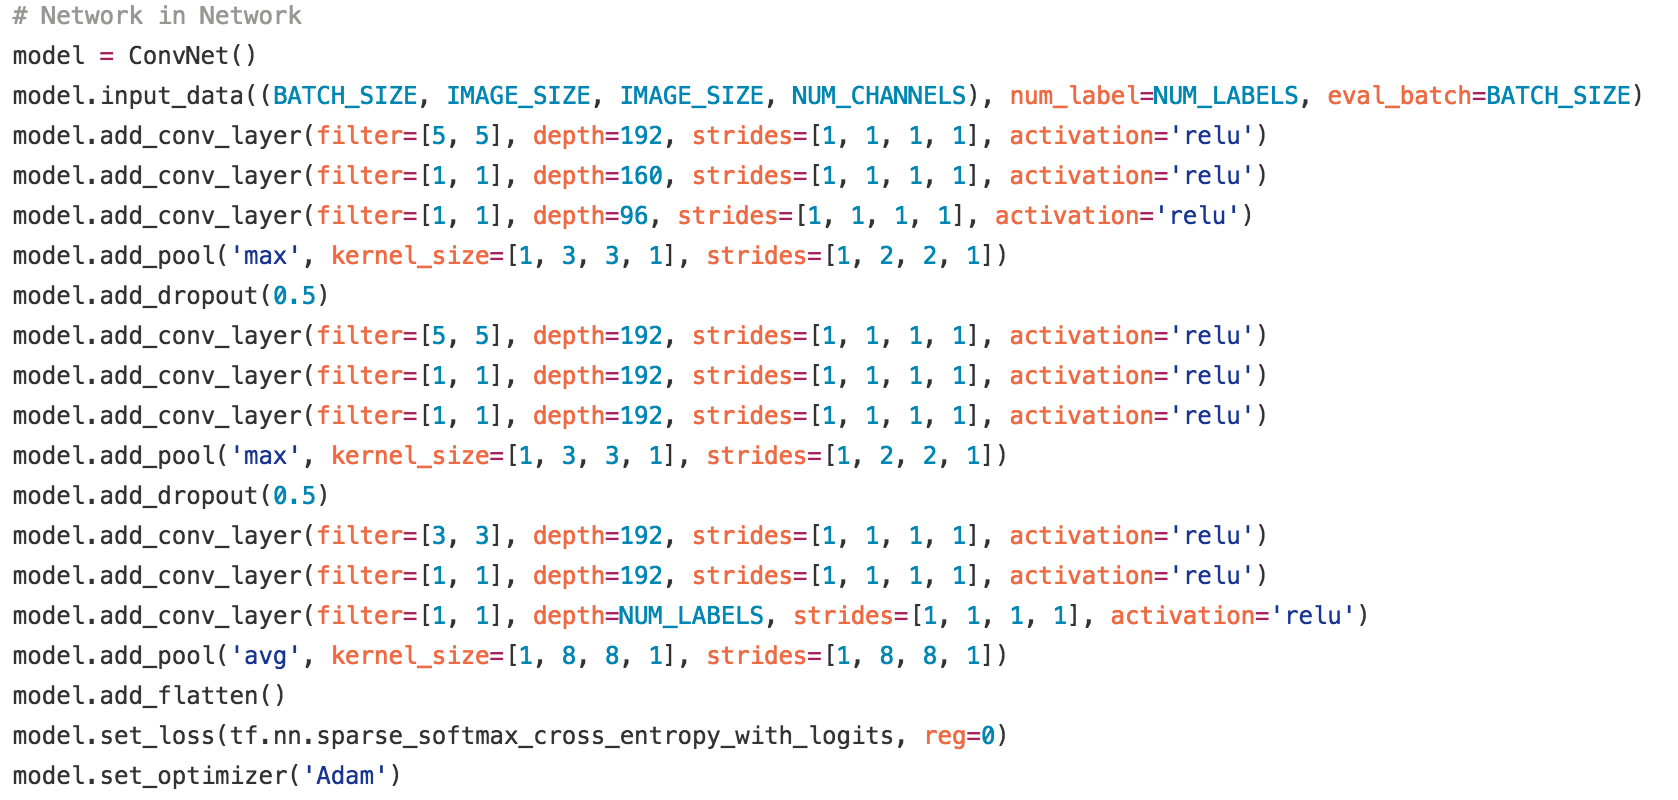 # Network in Network
model = ConvNet()
model.input_data((BATCH_SIZE, IMAGE_SIZE, IMAGE_SIZE, NUM_CHANNELS), num_label=NUM_LABELS, eval_batch=BATCH_SIZE)
model.add_conv_layer(filter=[5, 5], depth=192, strides=[1, 1, 1, 1], activation='relu')
model.add_conv_layer(filter=[1, 1], depth=160, strides=[1, 1, 1, 1], activation='relu')
model.add_conv_layer(filter=[1, 1], depth=96, strides=[1, 1, 1, 1], activation='relu')
model.add_pool('max', kernel_size=[1, 3, 3, 1], strides=[1, 2, 2, 1])
model.add_dropout(0.5)
model.add_conv_layer(filter=[5, 5], depth=192, strides=[1, 1, 1, 1], activation='relu')
model.add_conv_layer(filter=[1, 1], depth=192, strides=[1, 1, 1, 1], activation='relu')
model.add_conv_layer(filter=[1, 1], depth=192, strides=[1, 1, 1, 1], activation='relu')
model.add_pool('max', kernel_size=[1, 3, 3, 1], strides=[1, 2, 2, 1])
model.add_dropout(0.5)
model.add_conv_layer(filter=[3, 3], depth=192, strides=[1, 1, 1, 1], activation='relu')
model.add_conv_layer(filter=[1, 1], depth=192, strides=[1, 1, 1, 1], activation='relu')
model.add_conv_layer(filter=[1, 1], depth=NUM_LABELS, strides=[1, 1, 1, 1], activation='relu')
model.add_pool('avg', kernel_size=[1, 8, 8, 1], strides=[1, 8, 8, 1])
model.add_flatten()
model.set_loss(tf.nn.sparse_softmax_cross_entropy_with_logits, reg=0)
model.set_optimizer('Adam')